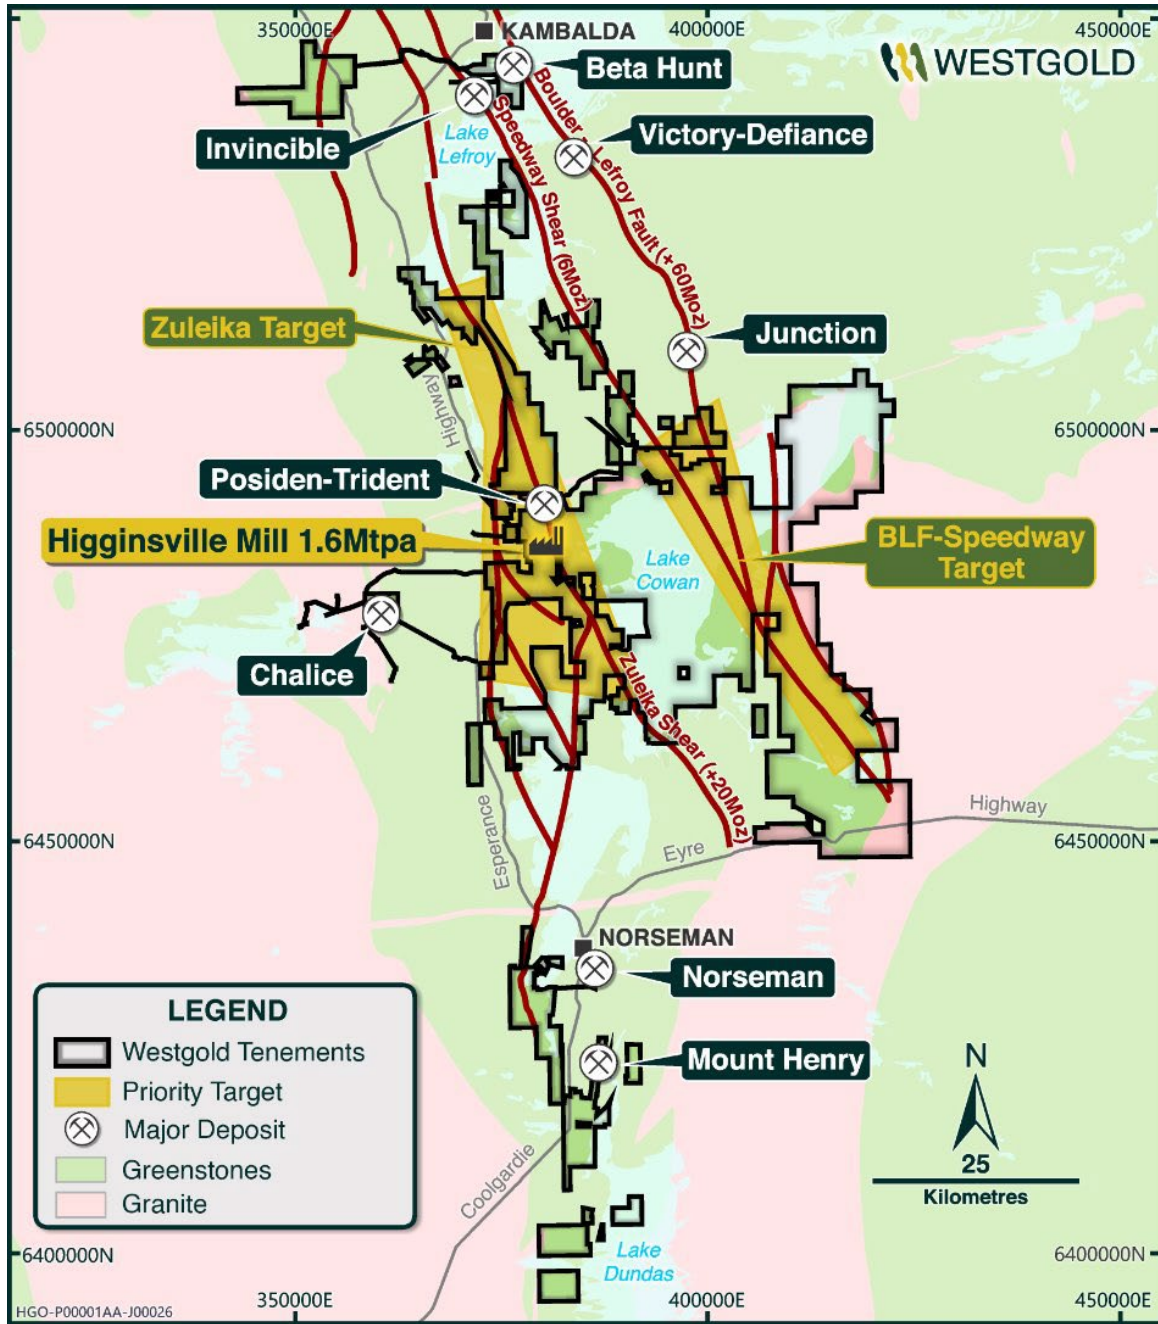 350000E
400000E
450000E
KAMBALDA
WESTGOLD
Beta Hunt
Invincible
Lake
Lefroy
Victory-Defiance
Speedway Shear (6Moz)
Boulder - Lefroy Fault (+60Moz)
Zuleika Target
Junction
Highway
6500000N
6500000N
Posiden-Trident
Higginsville Mill 1.6Mtpa
Lake
Cowan
BLF-Speedway
Target
Chalice
Zuleika Shear (+20Moz)
Esperance
Highway
Eyre
6450000N
6450000N
NORSEMAN
Norseman
Mount Henry
LEGEND
Westgold Tenements
Priority Target
Major Deposit
Greenstones
Granite
Coolgardie
N
25
Kilometres
Lake
Dundas
6400000N
6400000N
HGO-P00001AA-J00026
350000E
400000E
450000E